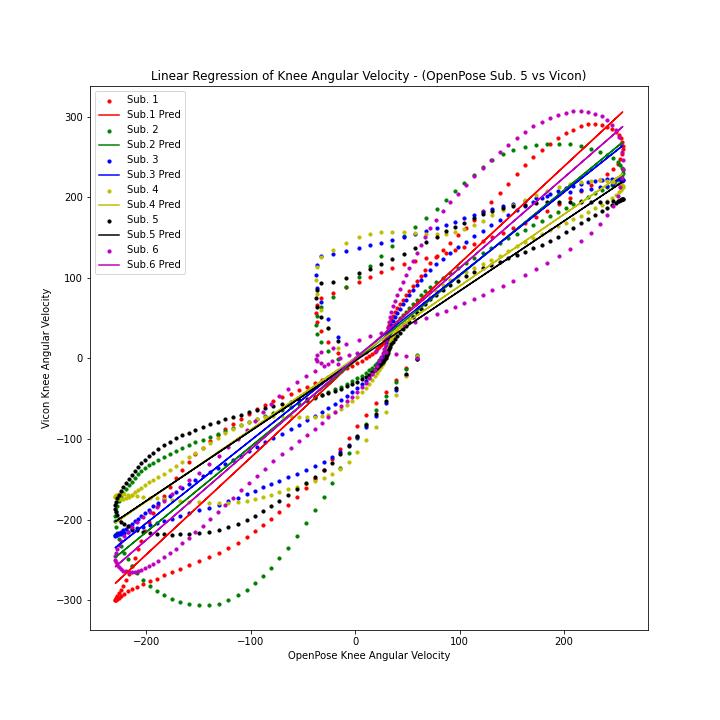 Linear Regression of Knee Angular Velocity - (OpenPose Sub. 5 vs Vicon)
Sub. 1
Sub.1 Pred
Sub. 2
Sub.2 Pred
Sub. 3
Sub.3 Pred
Sub. 4
Sub.4 Pred
Sub. 5
Sub.5 Pred
Sub. 6
Sub.6 Pred
Vicon Knee Angular Velocity
300
200
100
0
−100
−200
−300
−200 −100 0 100 200
OpenPose Knee Angular Velocity